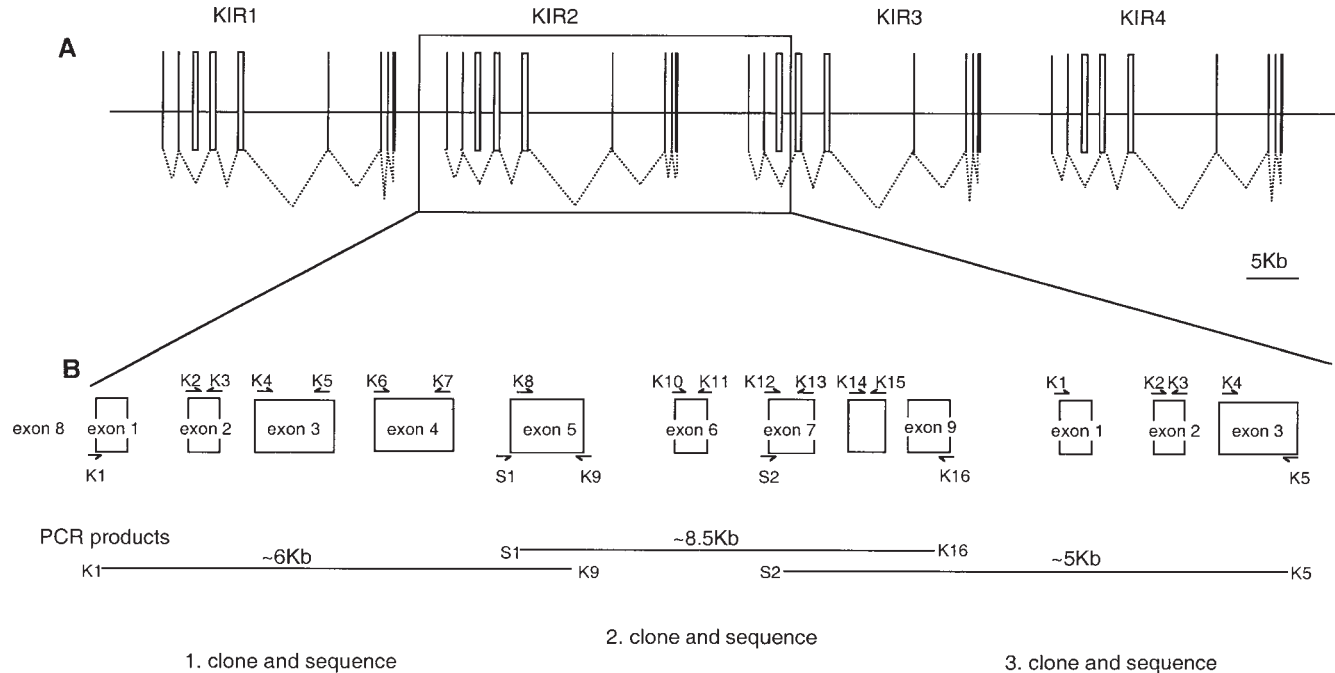 KIR1 KIR2 KIR3 KIR4
A
5Kb
B
K2 K3 K4 K5 K6 K7 K8 K10 K11 K12 K13 K14 K15 K1 K2 K3 K4
exon 8 exon 1 exon 2 exon 3 exon 4 exon 5 exon 6 exon 7 exon 9 exon 1 exon 2 exon 3
K1 S1 K9 S2 K16 K5
PCR products
~8.5Kb
S1 K16
~6Kb ~5Kb
K1 K9 S2 K5
2. clone and sequence
1. clone and sequence 3. clone and sequence